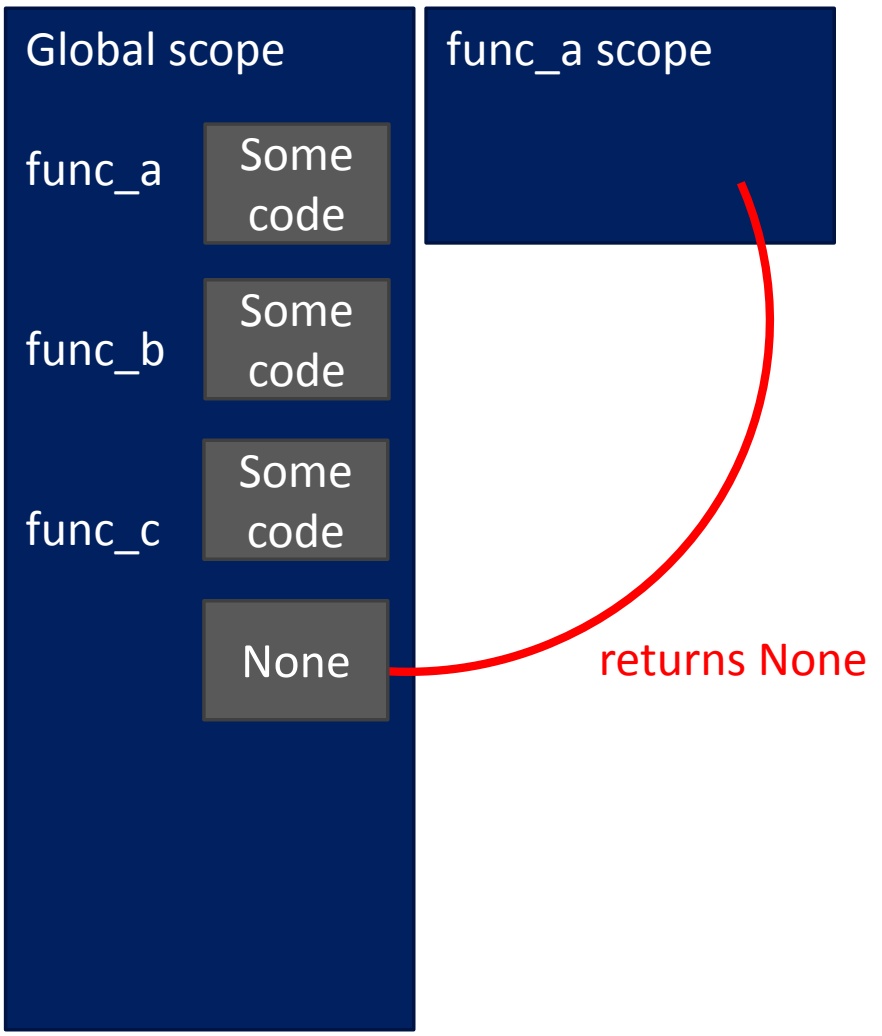 Global scope
func_a scope
func_a
Some
code
func_b
Some
code
func_c
Some
code
None
returns None